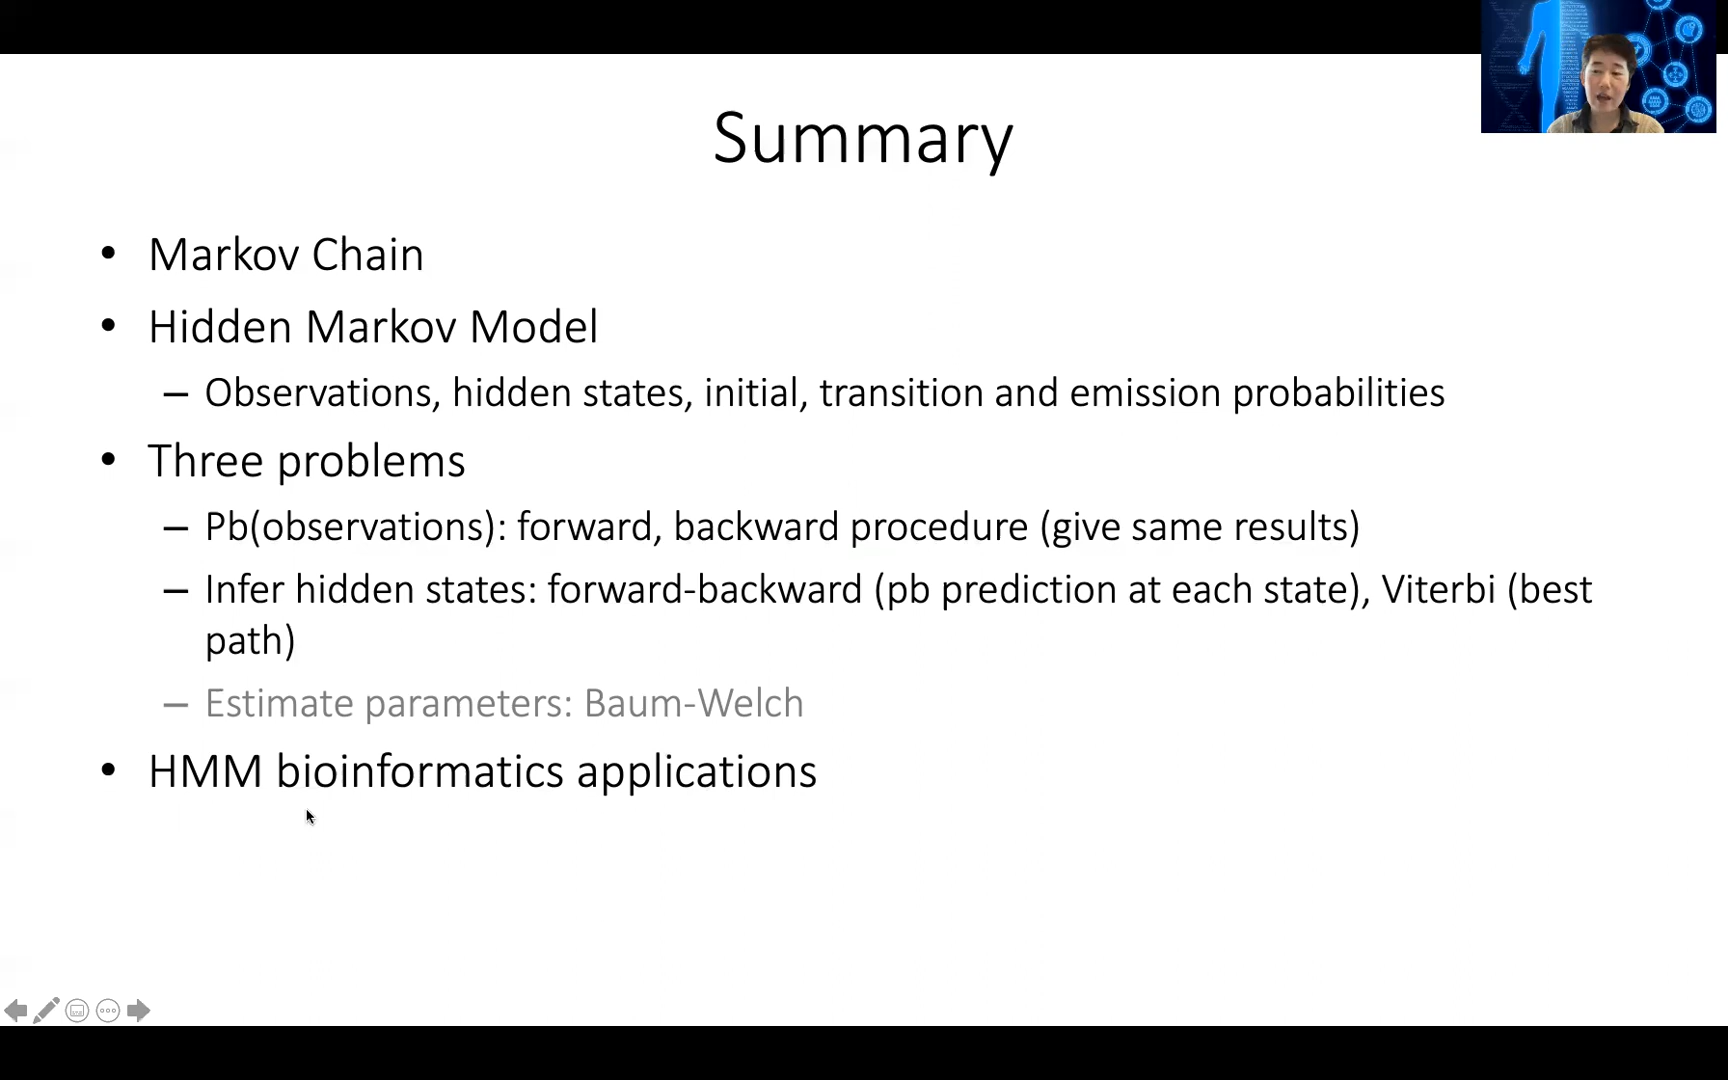 Summary
• Markov Chain
• Hidden Markov Model
– Observations, hidden states, initial, transition and emission probabilities
• Three problems
– Pb(observations): forward, backward procedure (give same results)
– Infer hidden states: forward-backward (pb prediction at each state), Viterbi (best
path)
– Estimate parameters: Baum-Welch
• HMM bioinformatics applications